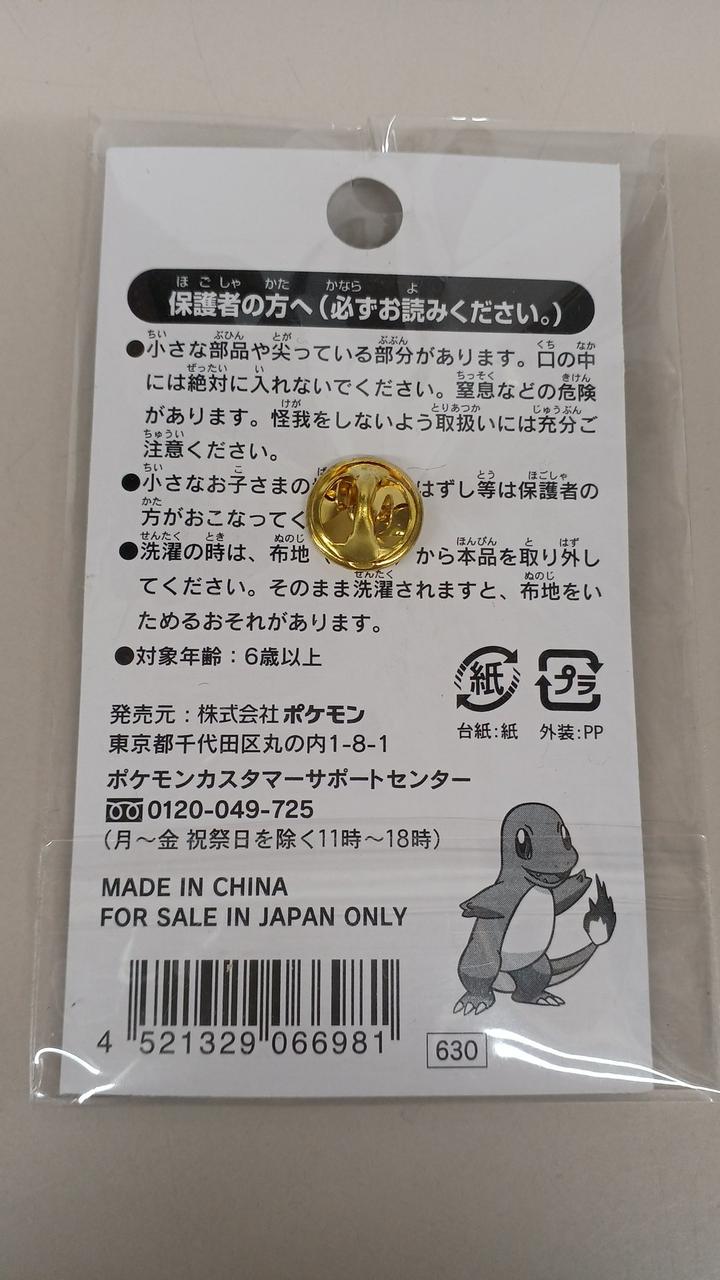 保護者の方へ(必ずお読みください。)
●小さな部品や尖っている部分があります。口の中
には絶対に入れないでください。窒息などの危険
があります。怪我をしないよう取扱いには充分ご
注意ください。
●小さなお子さまの はずし等は保護者の
方がおこなってく
●洗濯の時は、布地 から本品を取り外し
てください。そのまま洗濯されますと、布地をい
ためるおそれがあります。
●対象年齢：6歳以上
紙 プラ
台紙:紙 外装:PP
発売元：株式会社ポケモン
東京都千代田区丸の内1-8-1
ポケモンカスタマーサポートセンター
0120-049-725
(月～金 祝祭日を除く11時～18時)
MADE IN CHINA
FOR SALE IN JAPAN ONLY
4 521329 066981
630